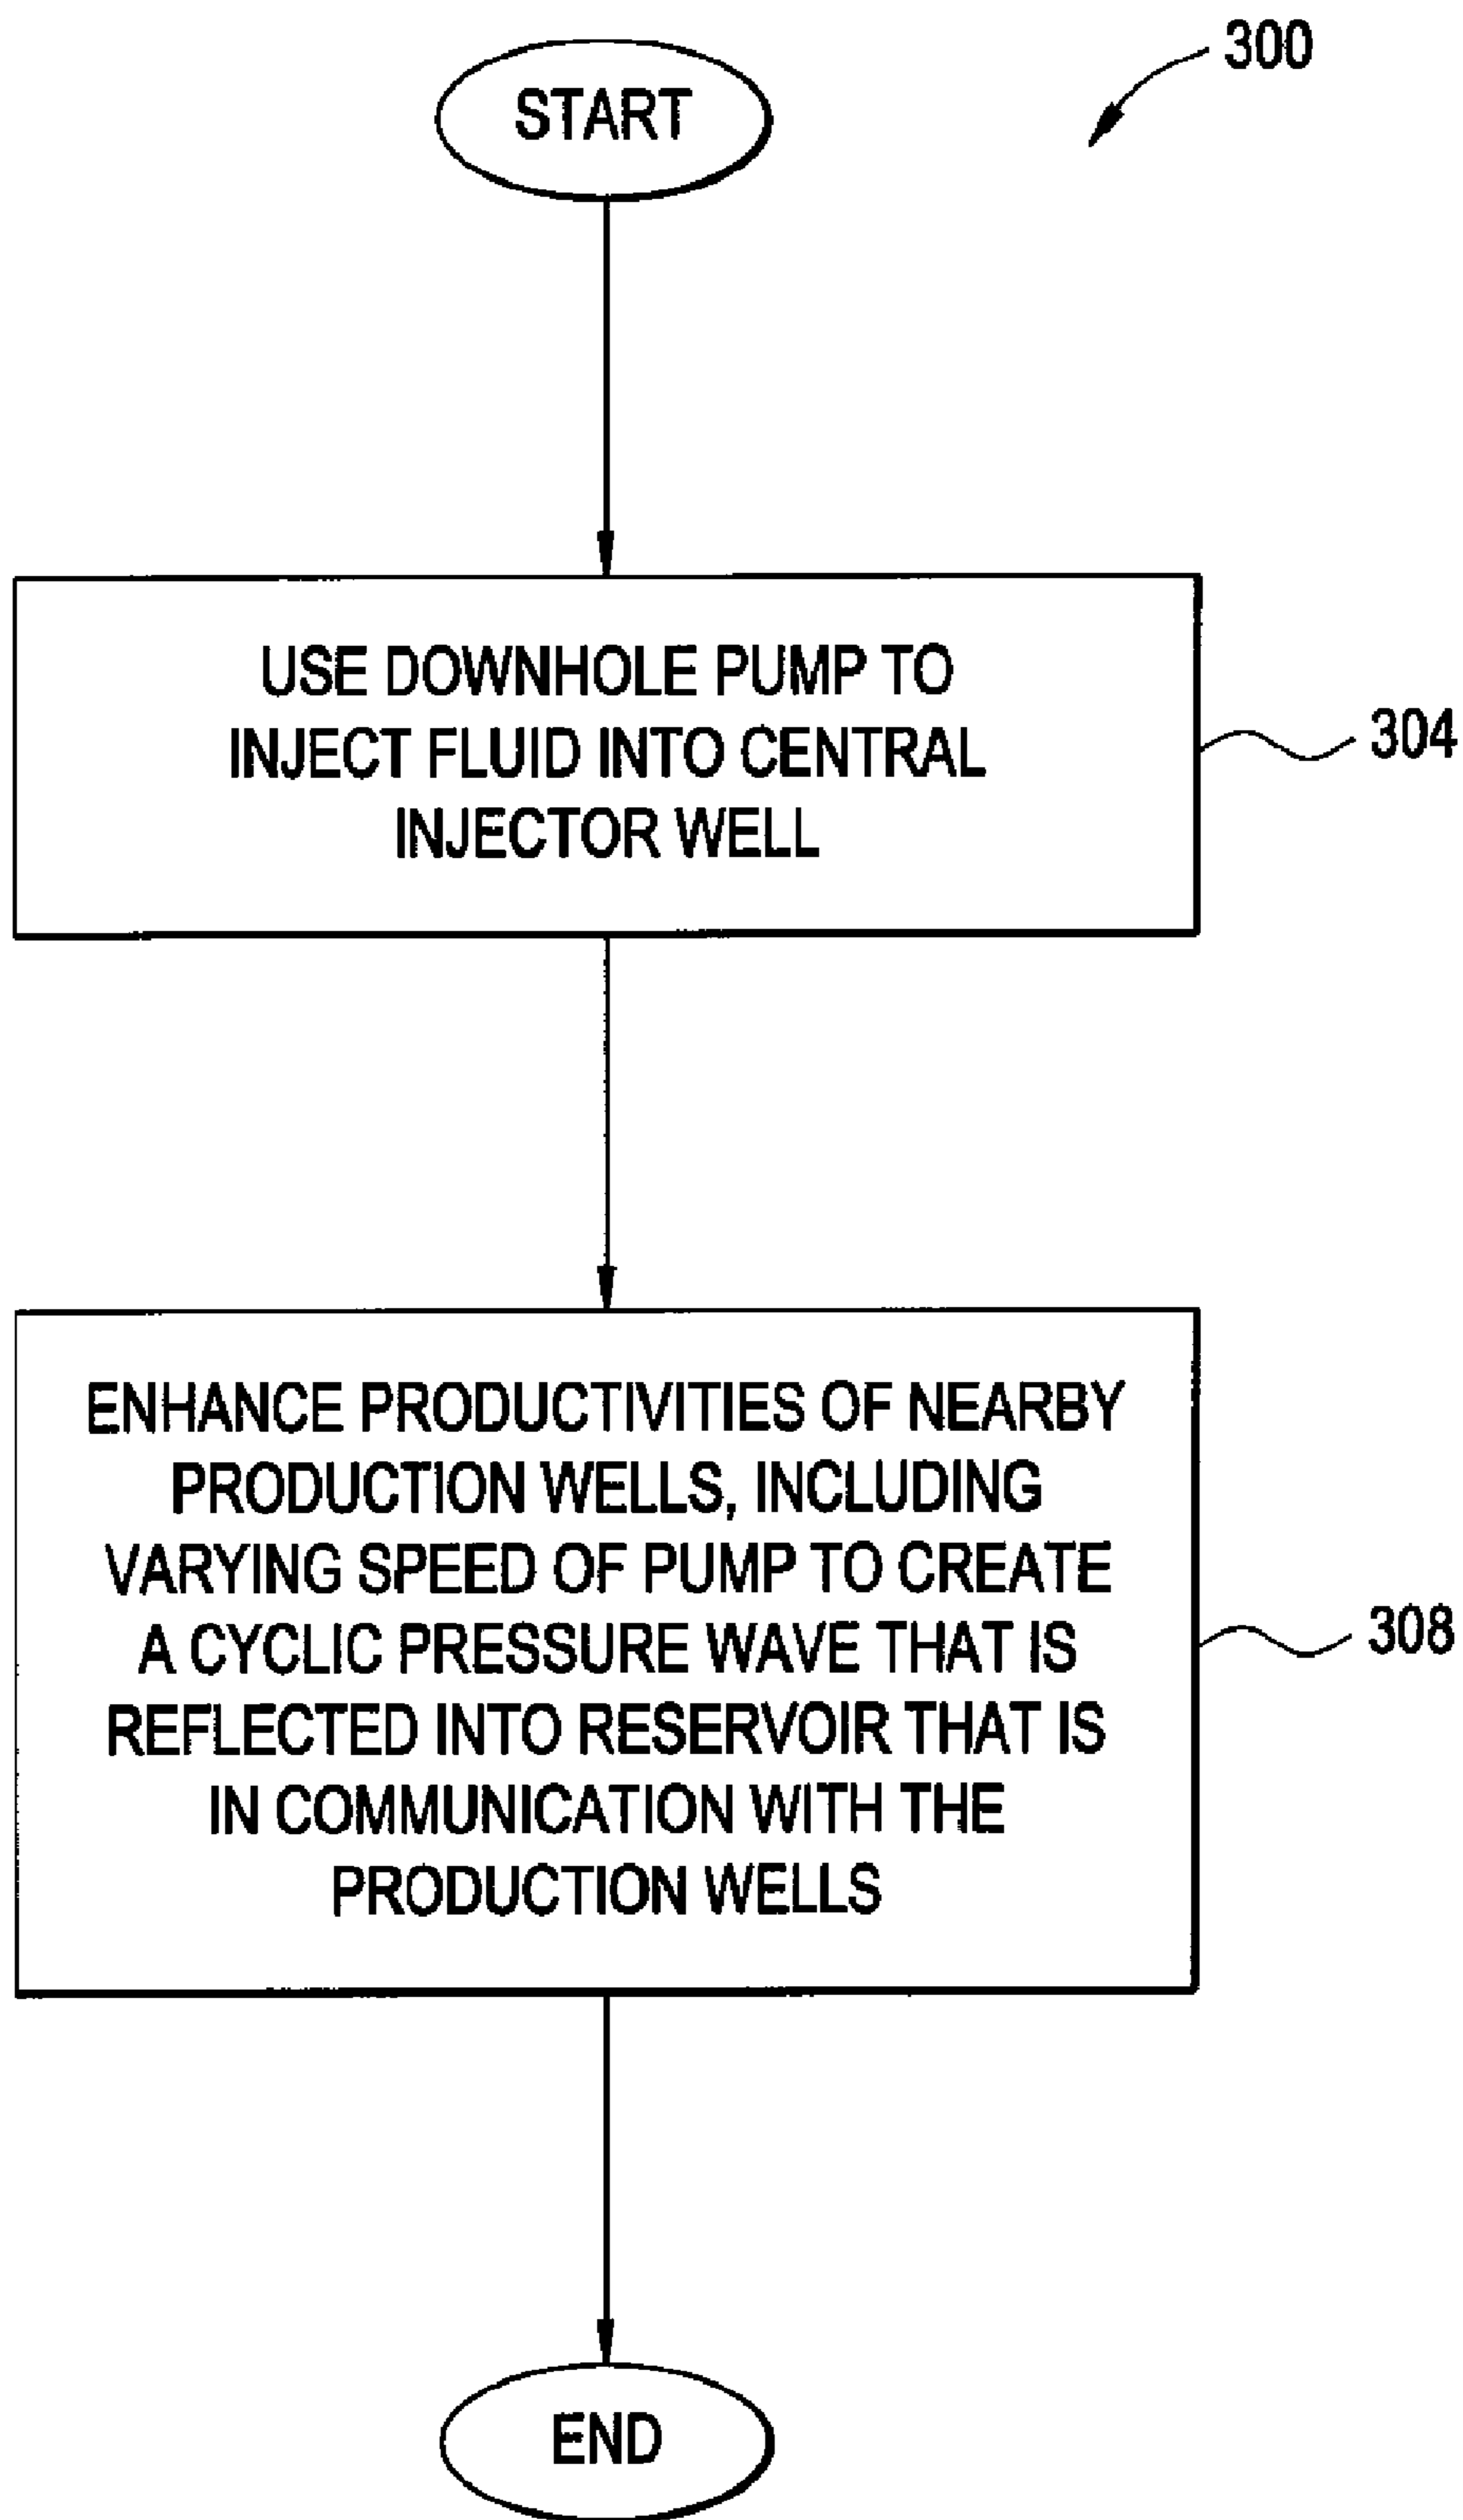 300
START
USE DOWNHOLE PUMP TO
INJECT FLUID INTO CENTRAL
INJECTOR WELL
304
ENHANCE PRODUCTIVITIES OF NEARBY
PRODUCTION WELLS, INCLUDING
VARYING SPEED OF PUMP TO CREATE
A CYCLIC PRESSURE WAVE THAT IS
REFLECTED INTO RESERVOIR THAT IS
IN COMMUNICATION WITH THE
PRODUCTION WELLS
308
END